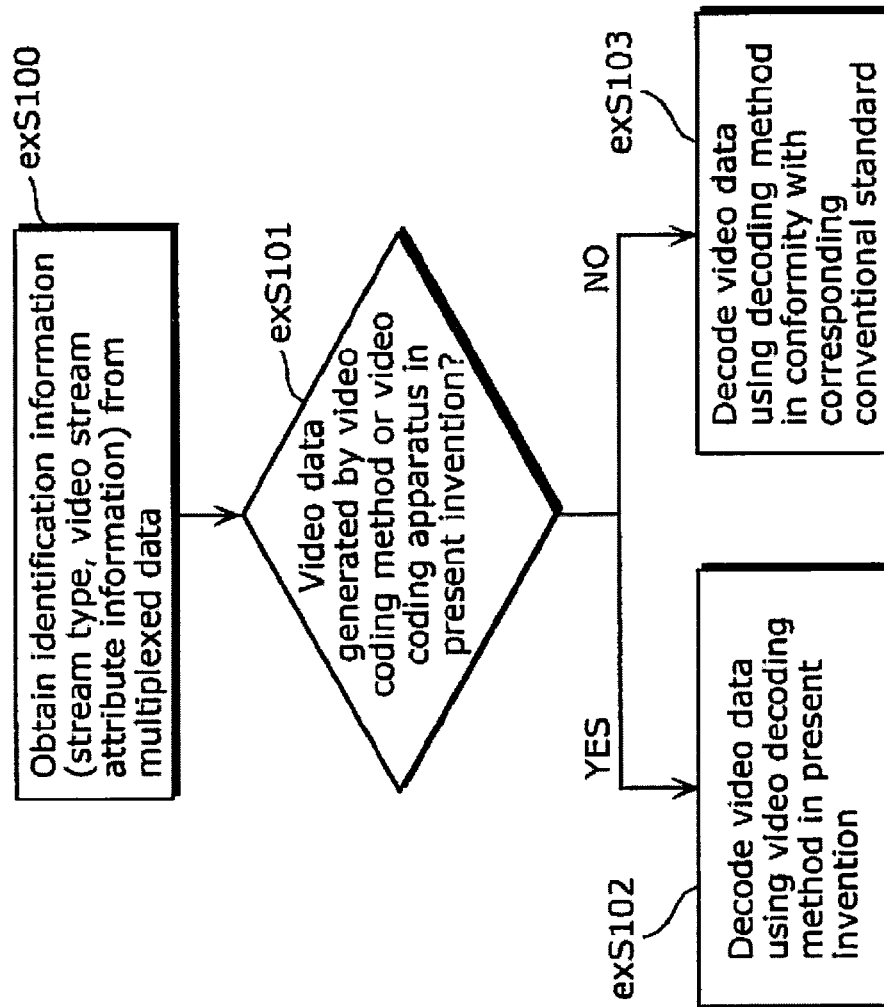 exS100
Obtain identification information
(stream type, video stream
attribute information) from
multiplexed data
exS101
Video data
generated by video
coding method or video
coding apparatus in
present invention?
YES
NO
exS102
Decode video data
using video decoding
method in present
invention
exS103
Decode video data
using decoding method
in conformity with
corresponding
conventional standard